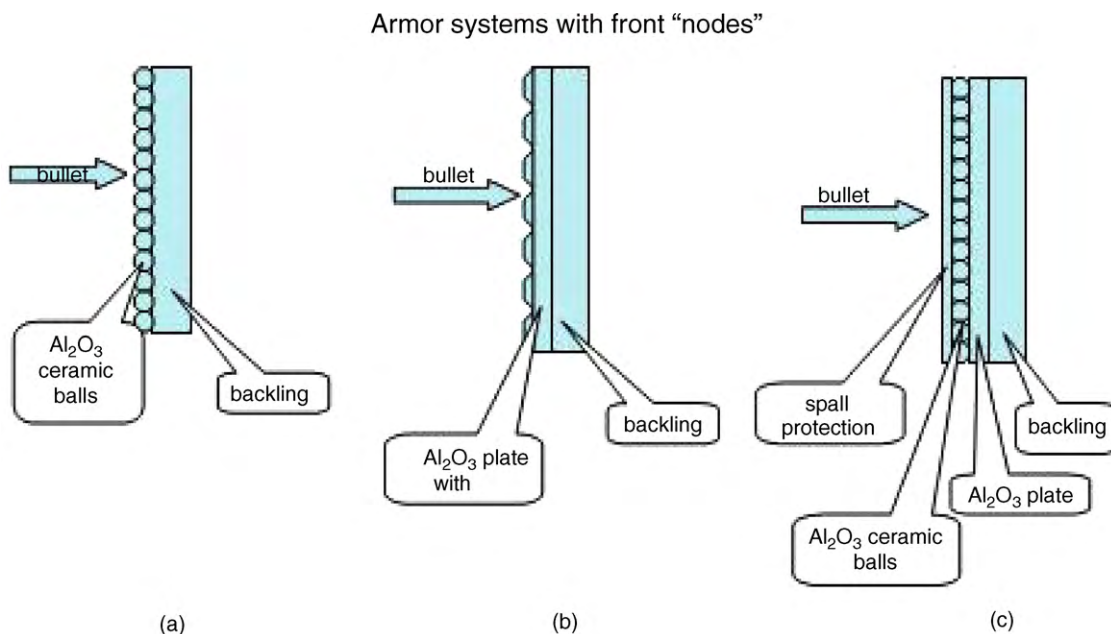 Armor systems with front “nodes”
bullet
Al₂O₃
ceramic
balls
backling
(a)
bullet
Al₂O₃ plate
with
backling
(b)
bullet
spall
protection
Al₂O₃ ceramic
balls
Al₂O₃ plate
backling
(c)